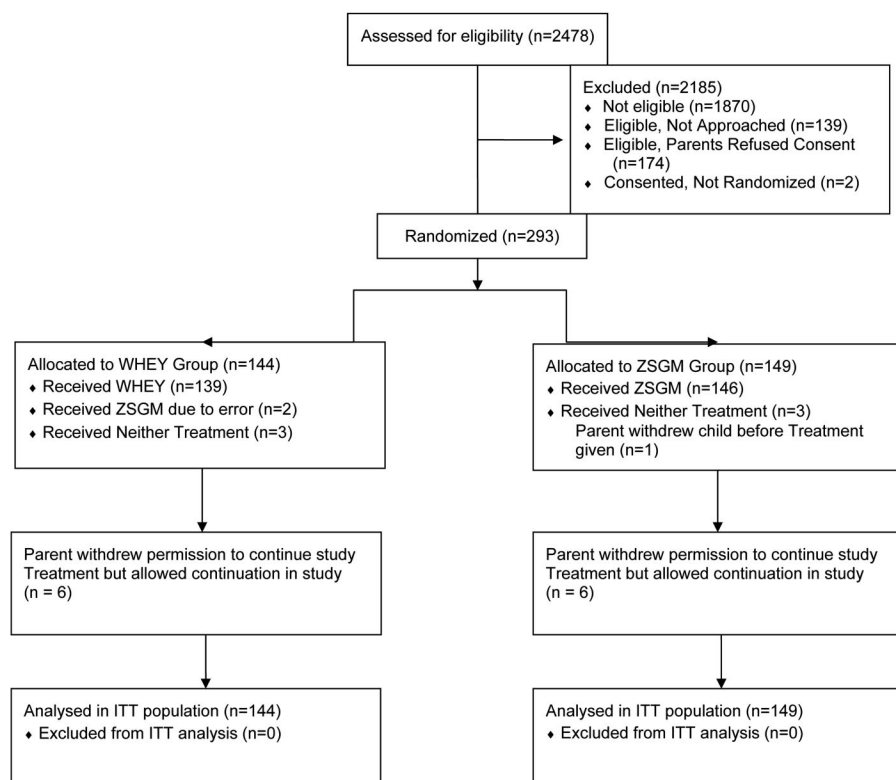 Assessed for eligibility (n=2478)
Excluded (n=2185)
♦ Not eligible (n=1870)
♦ Eligible, Not Approached (n=139)
♦ Eligible, Parents Refused Consent
(n=174)
♦ Consented, Not Randomized (n=2)
Randomized (n=293)
Allocated to WHEY Group (n=144)
♦ Received WHEY (n=139)
♦ Received ZSGM due to error (n=2)
♦ Received Neither Treatment (n=3)
Allocated to ZSGM Group (n=149)
♦ Received ZSGM (n=146)
♦ Received Neither Treatment (n=3)
Parent withdrew child before Treatment
given (n=1)
Parent withdrew permission to continue study
Treatment but allowed continuation in study
(n = 6)
Parent withdrew permission to continue study
Treatment but allowed continuation in study
(n = 6)
Analysed in ITT population (n=144)
♦ Excluded from ITT analysis (n=0)
Analysed in ITT population (n=149)
♦ Excluded from ITT analysis (n=0)